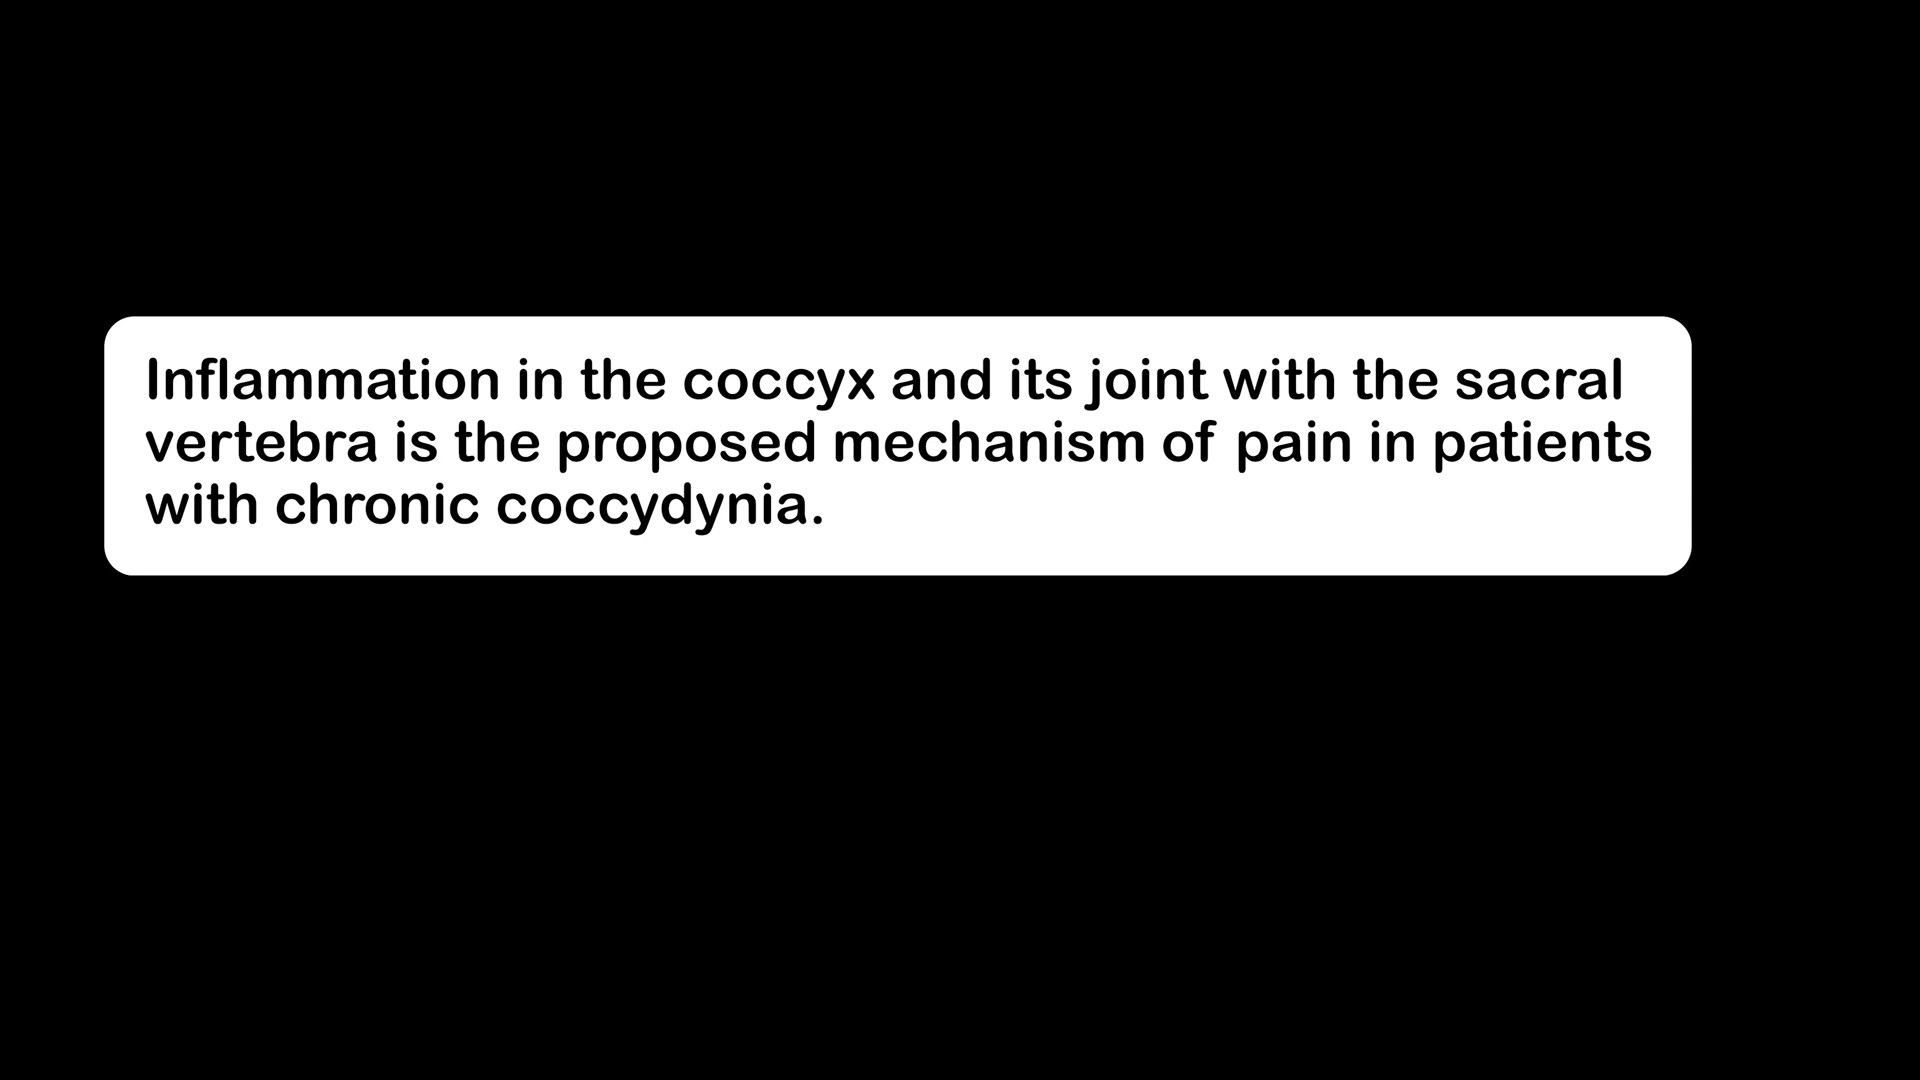 Inflammation in the coccyx and its joint with the sacral
vertebra is the proposed mechanism of pain in patients
with chronic coccydynia.